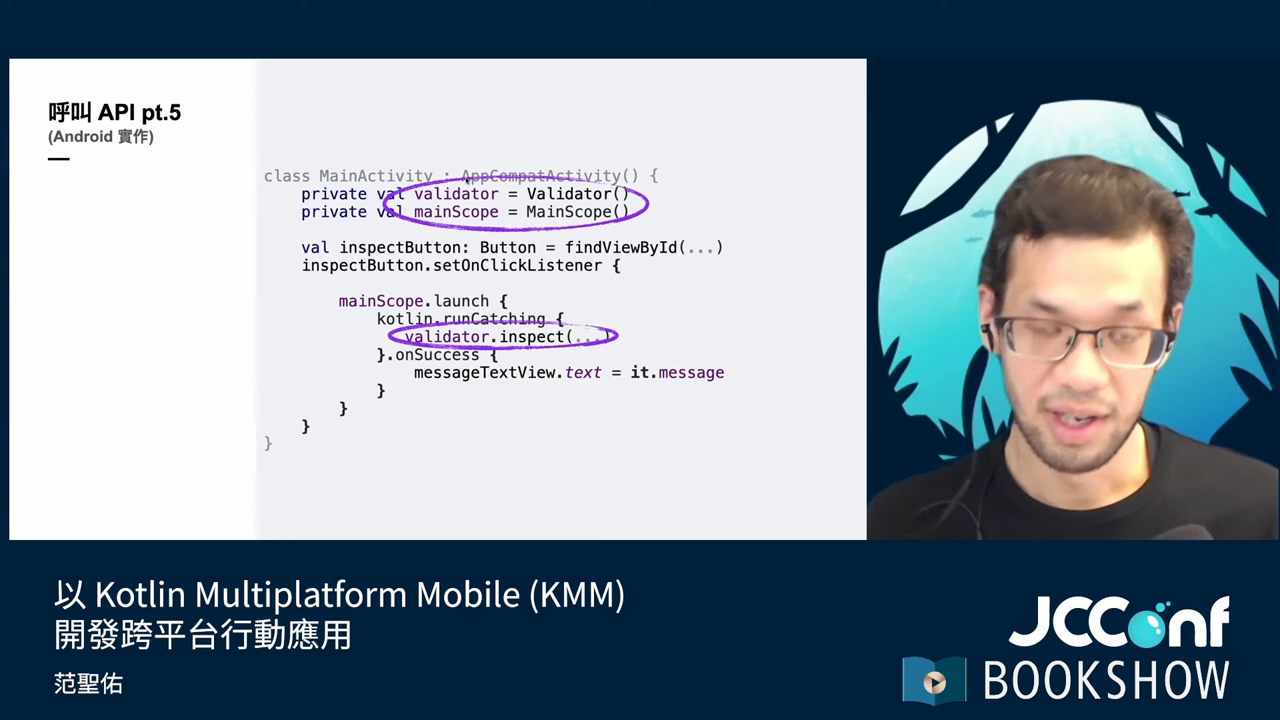 呼叫 API pt.5
(Android 實作)
class MainActivity : AppCompatActivity() {
private val validator = Validator()
private val mainScope = MainScope()
val inspectButton: Button = findViewById(...)
inspectButton.setOnClickListener {
mainScope.launch {
kotlin.runCatching {
validator.inspect(...)
}.onSuccess {
messageTextView.text = it.message
}
}
}
}
以 Kotlin Multiplatform Mobile (KMM)
開發跨平台行動應用
范聖佑
JCConf
BOOKSHOW